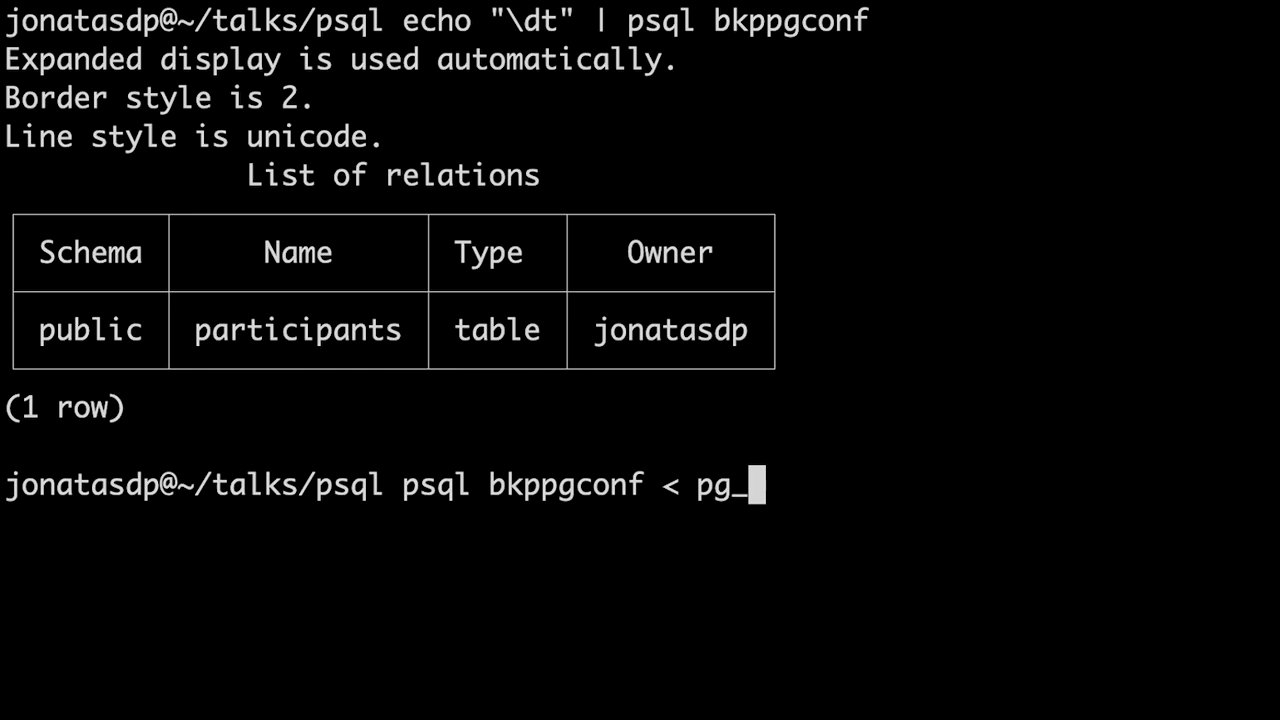 jonatasdp@~/talks/psql echo "\dt" | psql bkppgconf
Expanded display is used automatically.
Border style is 2.
Line style is unicode.
List of relations
Schema Name Type Owner
public participants table jonatasdp
(1 row)
jonatasdp@~/talks/psql psql bkppgconf < pg_